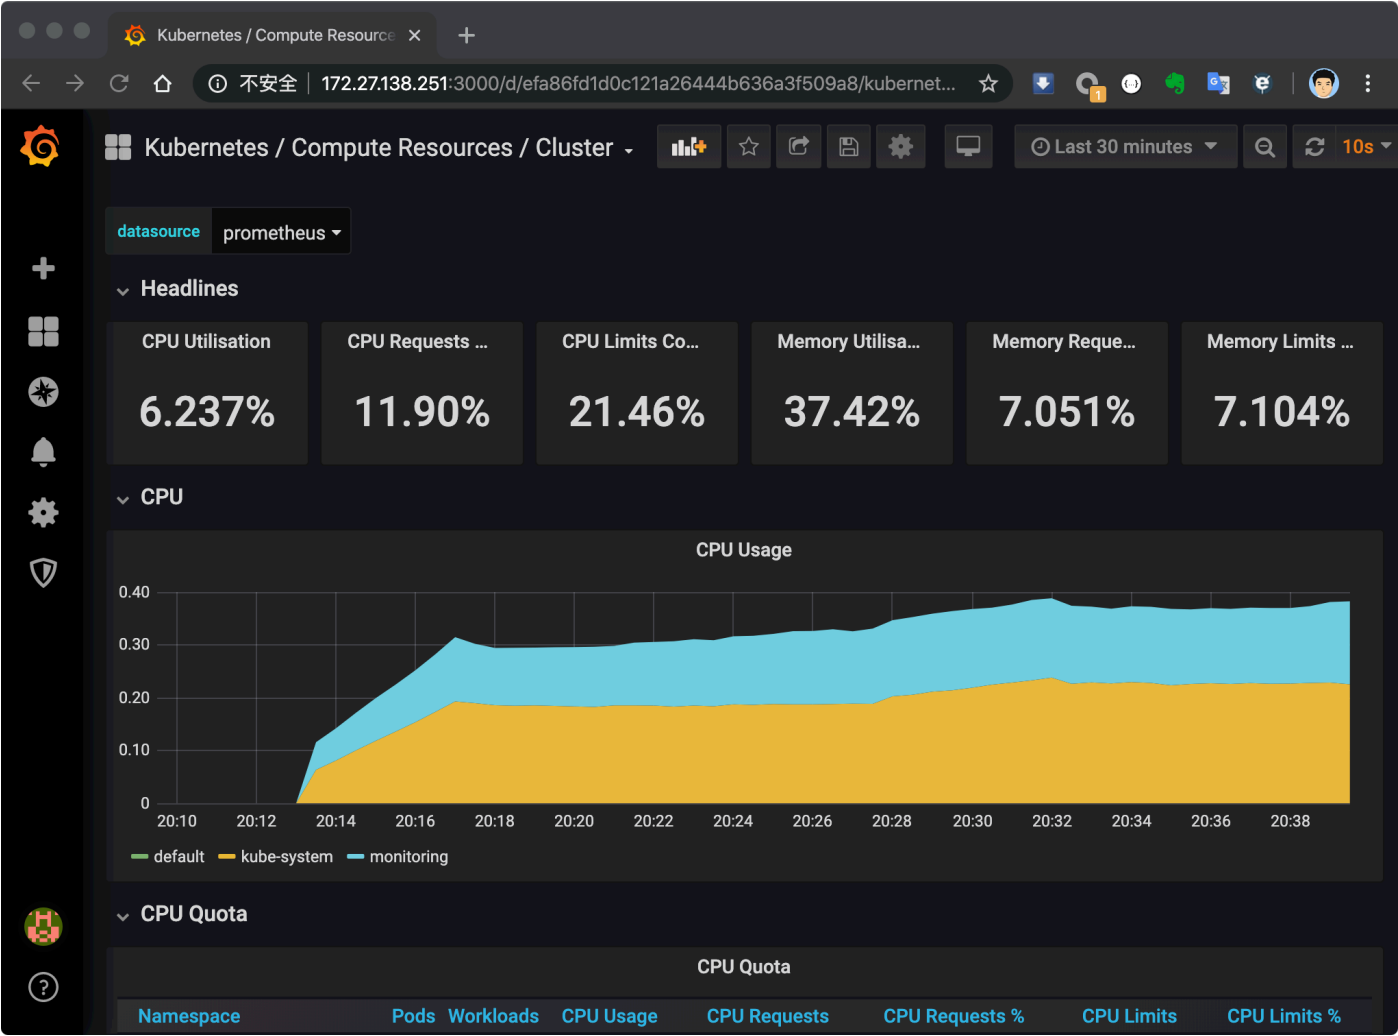 Kubernetes / Compute Resource
不安全 172.27.138.251:3000/d/efa86fd1d0c121a26444b636a3f509a8/kubernet...
1
Kubernetes / Compute Resources / Cluster
Last 30 minutes
10s
datasource prometheus
Headlines
CPU Utilisation CPU Requests ... CPU Limits Co... Memory Utilisa... Memory Reque... Memory Limits ...
6.237% 11.90% 21.46% 37.42% 7.051% 7.104%
CPU
CPU Usage
0.40
0.30
0.20
0.10
0
20:10 20:12 20:14 20:16 20:18 20:20 20:22 20:24 20:26 20:28 20:30 20:32 20:34 20:36 20:38
default kube-system monitoring
CPU Quota
CPU Quota
Namespace Pods Workloads CPU Usage CPU Requests CPU Requests % CPU Limits CPU Limits %